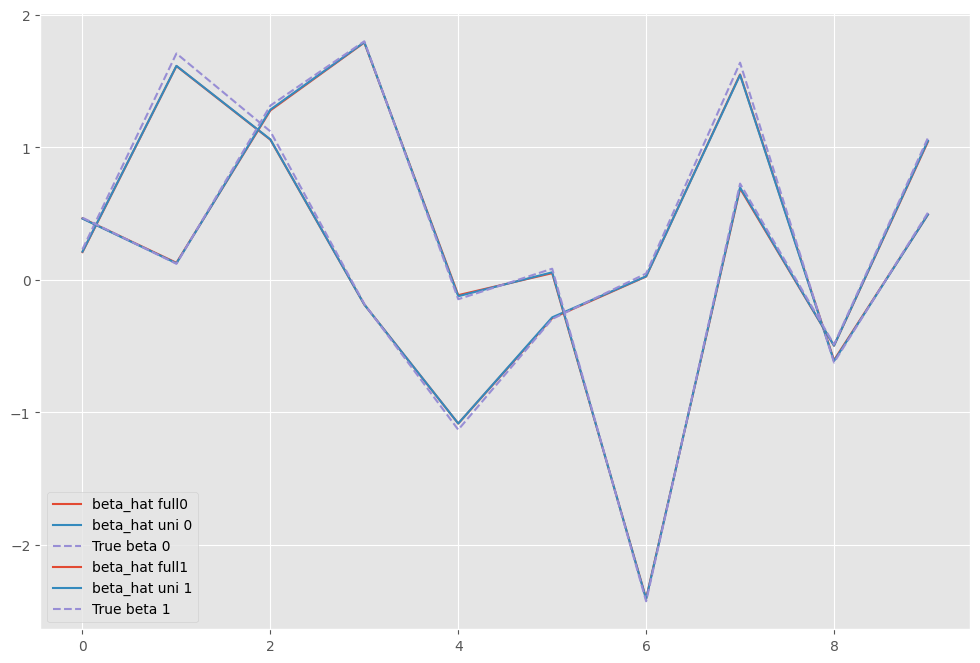 2
1
0
−1
−2
beta_hat full0
beta_hat uni 0
True beta 0
beta_hat full1
beta_hat uni 1
True beta 1
0 2 4 6 8